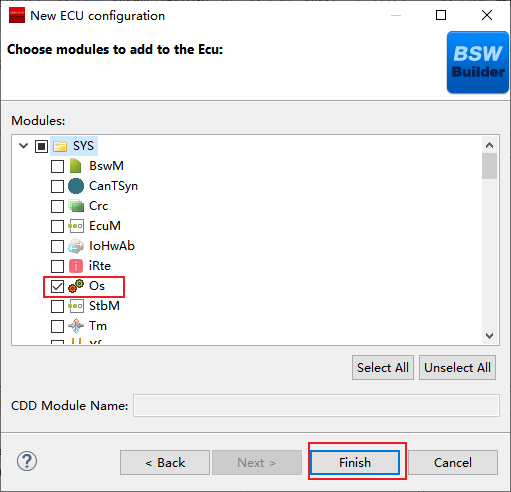 New ECU configuration
Choose modules to add to the Ecu:
BSW
Builder
Modules:
SYS
BswM
CanTSyn
Crc
EcuM
IoHwAb
iRte
Os
StbM
Tm
Select All
Unselect All
CDD Module Name:
< Back
Next >
Finish
Cancel